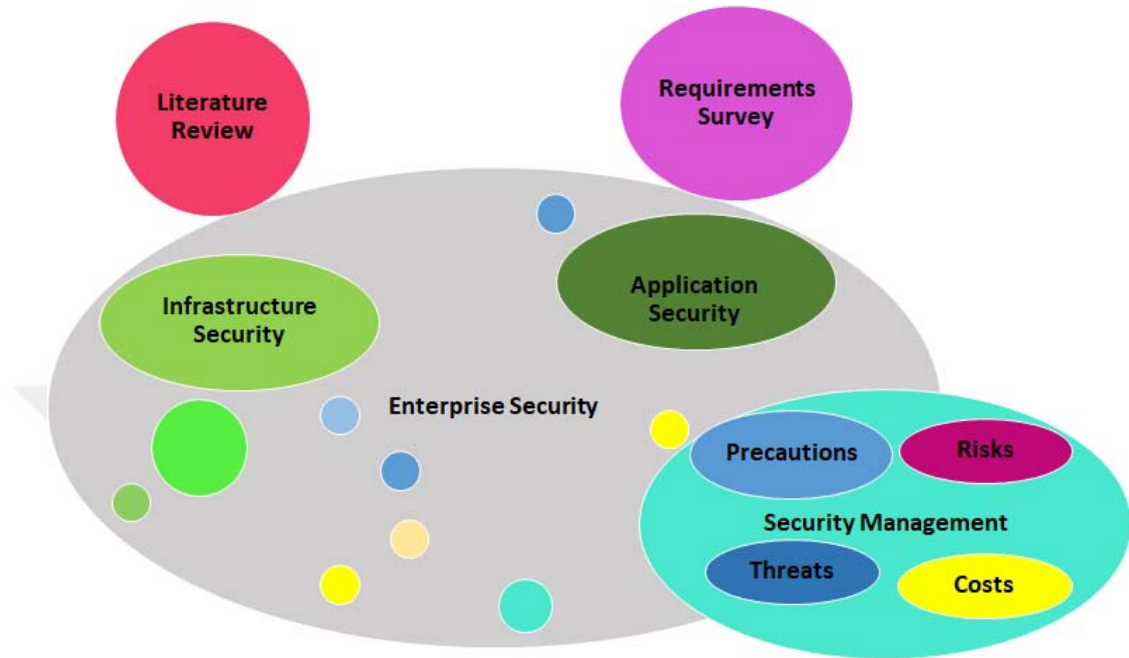 Literature
Review
Requirements
Survey
Infrastructure
Security
Application
Security
Enterprise Security
Precautions
Risks
Security Management
Threats
Costs